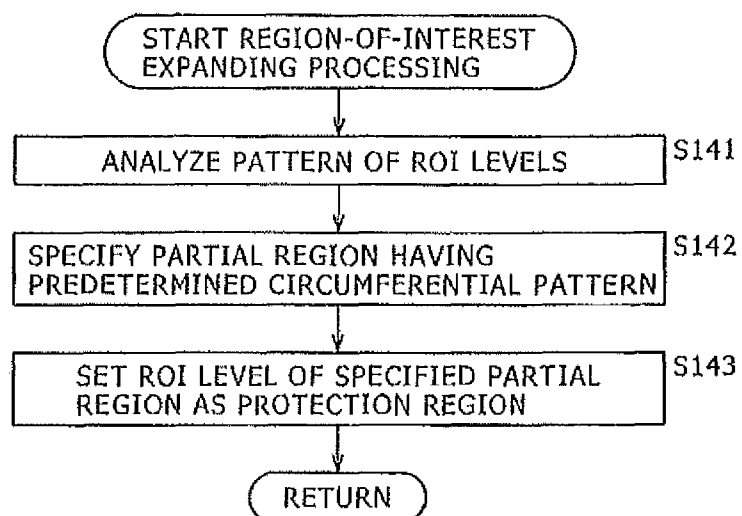 START REGION-OF-INTEREST
EXPANDING PROCESSING
ANALYZE PATTERN OF ROI LEVELS
S141
SPECIFY PARTIAL REGION HAVING
PREDETERMINED CIRCUMFERENTIAL PATTERN
S142
SET ROI LEVEL OF SPECIFIED PARTIAL
REGION AS PROTECTION REGION
S143
RETURN